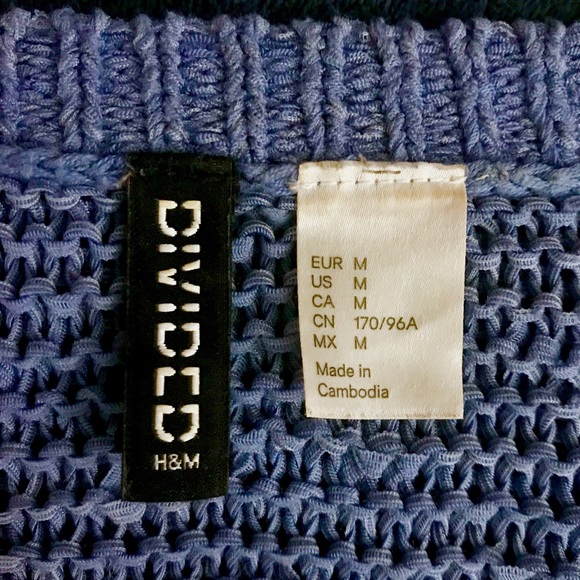 DIVIDED
H&M
EUR M
US M
CA M
CN 170/96A
MX M
Made in
Cambodia